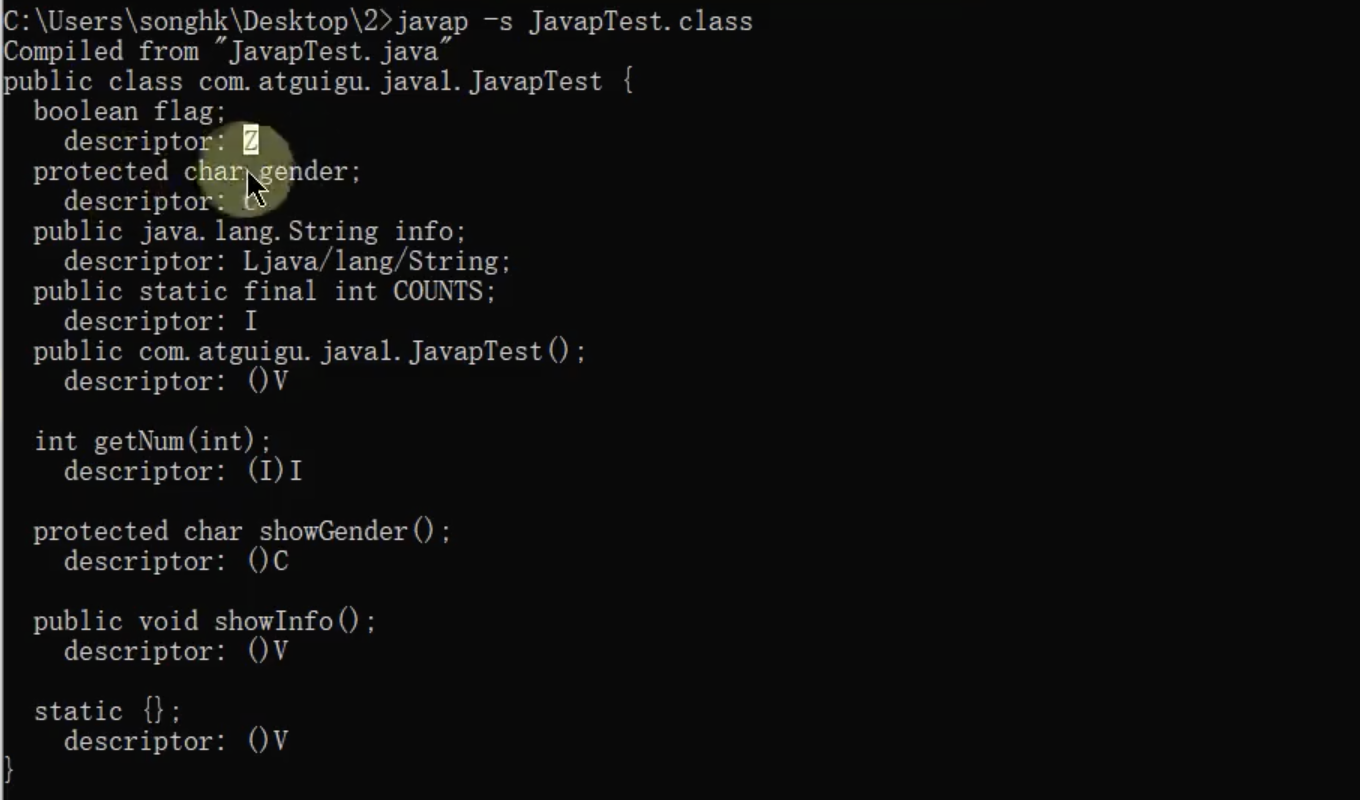 C:\Users\songhk\Desktop\2>javap -s JavapTest.class
Compiled from "JavapTest.java"
public class com.atguigu.java1.JavapTest {
boolean flag;
descriptor: Z
protected char gender;
descriptor: C
public java.lang.String info;
descriptor: Ljava/lang/String;
public static final int COUNTS;
descriptor: I
public com.atguigu.java1.JavapTest();
descriptor: ()V
int getNum(int);
descriptor: (I)I
protected char showGender();
descriptor: ()C
public void showInfo();
descriptor: ()V
static {};
descriptor: ()V
}